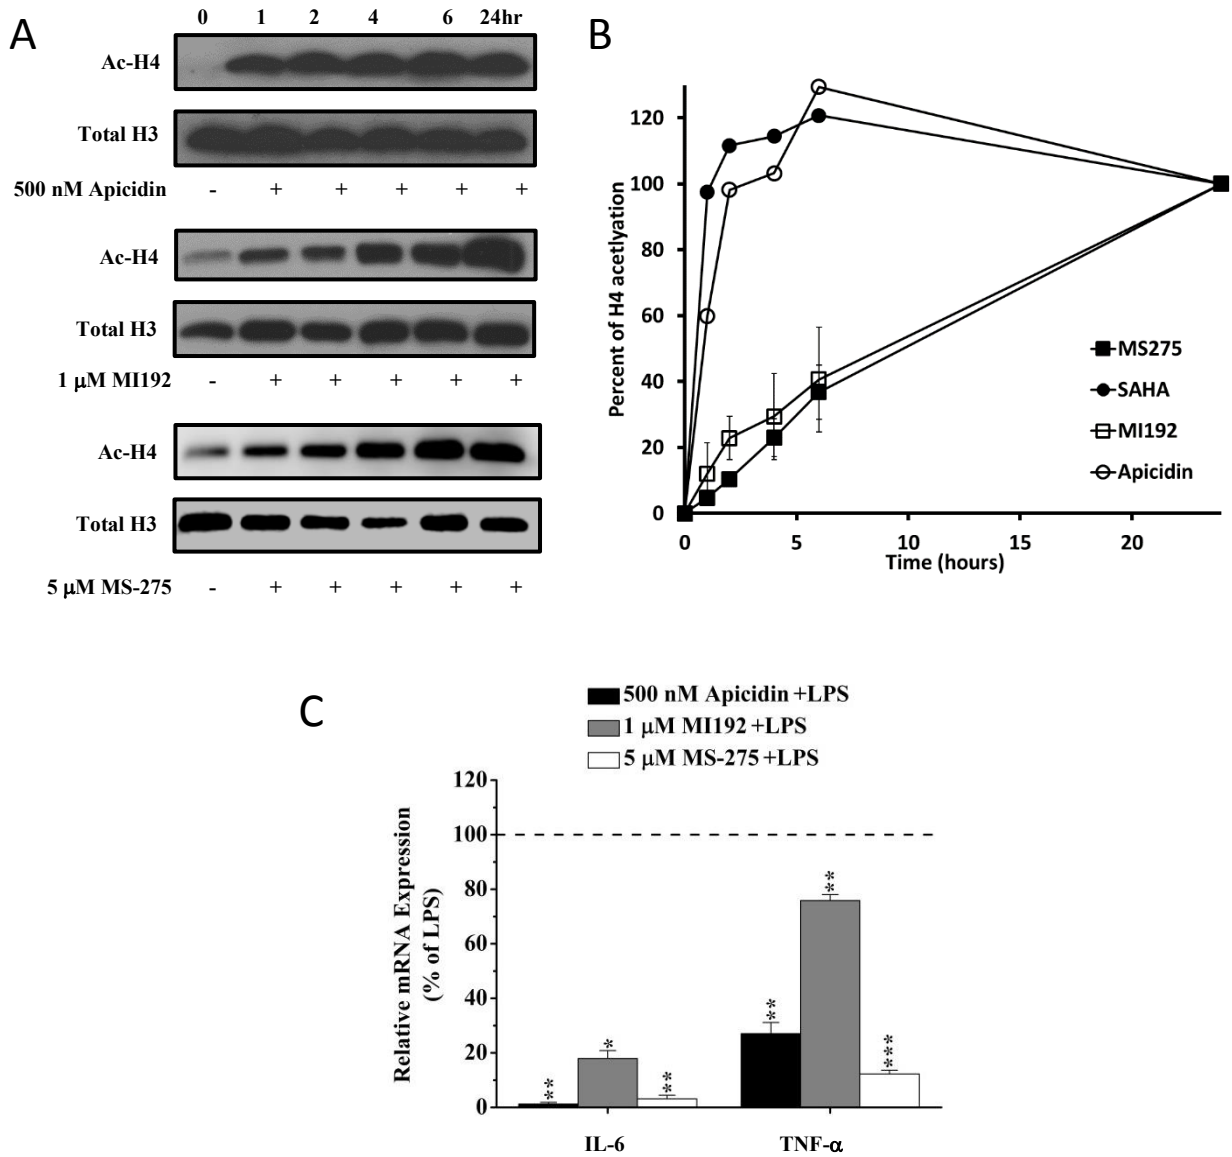 A
0 1 2 4 6 24hr
Ac-H4
Total H3
500 nM Apicidin - + + + + +
Ac-H4
Total H3
1 μM MI192 - + + + + +
Ac-H4
Total H3
5 μM MS-275 - + + + + +
B
Percent of H4 acetlyation
120
100
80
60
40
20
0
0 5 10 15 20
Time (hours)
MS275
SAHA
MI192
Apicidin
C
500 nM Apicidin +LPS
1 μM MI192 +LPS
5 μM MS-275 +LPS
Relative mRNA Expression
(% of LPS)
120
100
80
60
40
20
0
**
*
**
**
**
***
IL-6 TNF-α